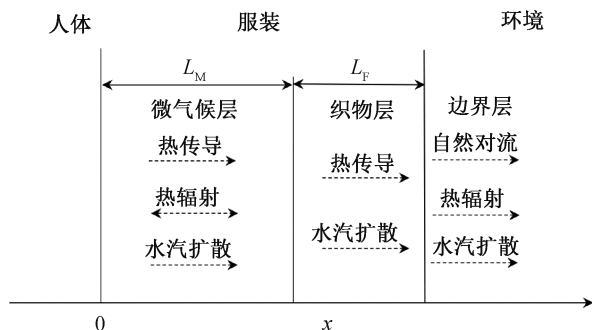 人体 服装 环境
L_M L_F
微气候层 织物层 边界层
热传导 热传导 自然对流
热辐射 热辐射
水汽扩散 水汽扩散 水汽扩散
0 x